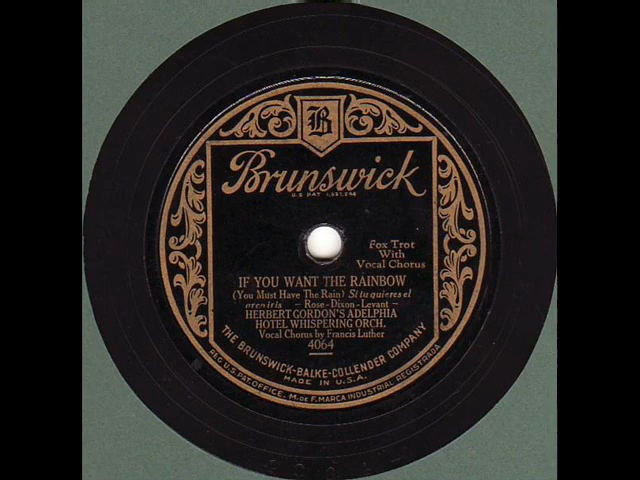 B
Brunswick
Fox Trot
With
Vocal Chorus
IF YOU WANT THE RAINBOW
(You Must Have The Rain) Si tu quieres el
arco iris – Rose-Dixon-Levant –
HERBERT GORDON'S ADELPHIA
HOTEL WHISPERING ORCH.
Vocal Chorus by Francis Luther
4064
THE BRUNSWICK-BALKE-COLLENDER COMPANY
MADE IN U.S.A.
REG. U.S. PAT. OFFICE. M. DE F. MARCA INDUSTRIAL REGISTRADA